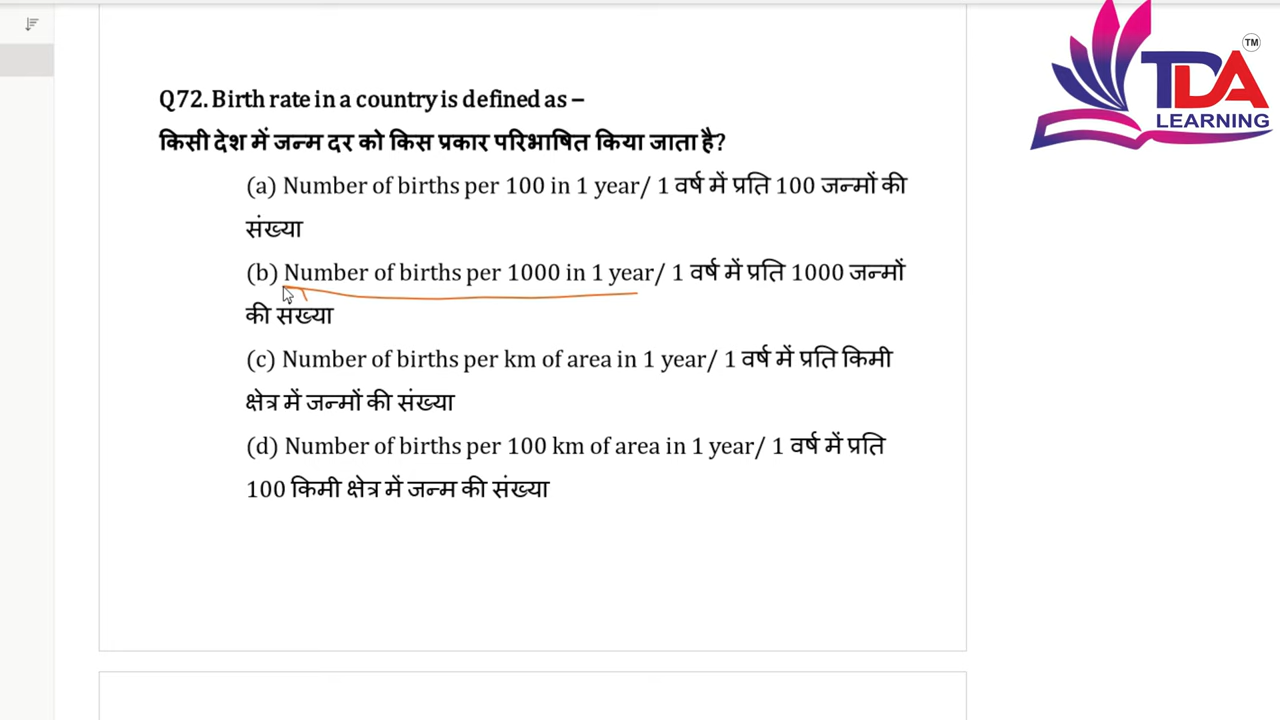 TM
TDA
LEARNING
Q72. Birth rate in a country is defined as –
किसी देश में जन्म दर को किस प्रकार परिभाषित किया जाता है?
(a) Number of births per 100 in 1 year/ 1 वर्ष में प्रति 100 जन्मों की
संख्या
(b) Number of births per 1000 in 1 year/ 1 वर्ष में प्रति 1000 जन्मों
की संख्या
(c) Number of births per km of area in 1 year/ 1 वर्ष में प्रति किमी
क्षेत्र में जन्मों की संख्या
(d) Number of births per 100 km of area in 1 year/ 1 वर्ष में प्रति
100 किमी क्षेत्र में जन्म की संख्या